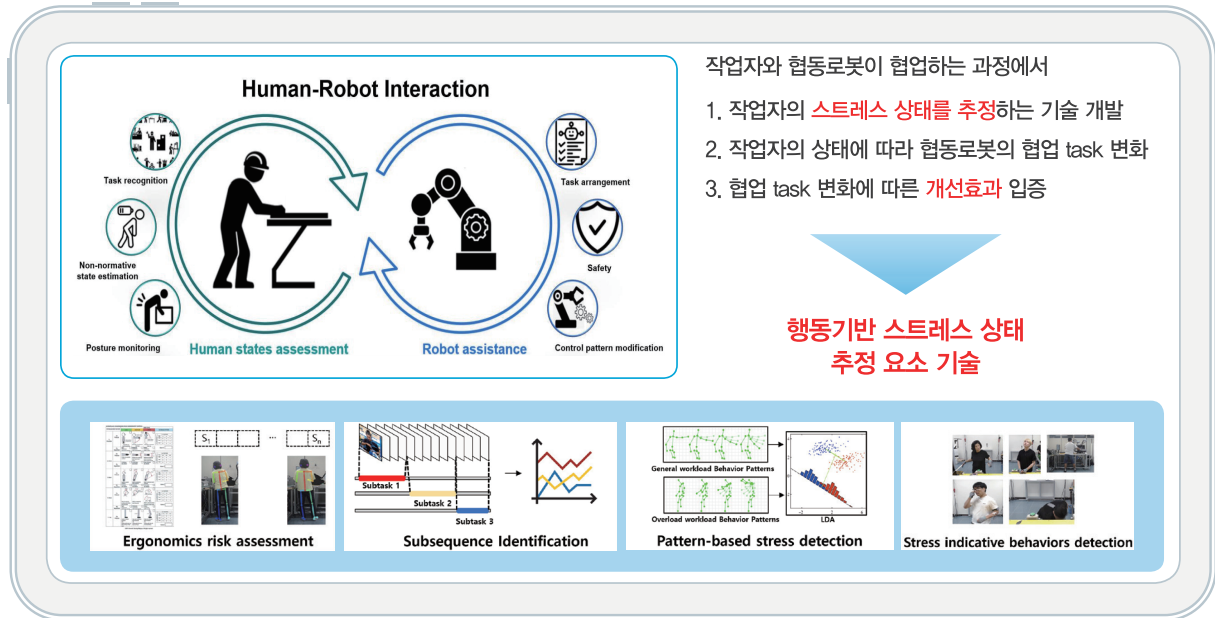 Human-Robot Interaction
Task recognition
Non-normative
state estimation
Posture monitoring
Human states assessment
Robot assistance
Task arrangement
Safety
Control pattern modification
작업자와 협동로봇이 협업하는 과정에서
1. 작업자의 스트레스 상태를 추정하는 기술 개발
2. 작업자의 상태에 따라 협동로봇의 협업 task 변화
3. 협업 task 변화에 따른 개선효과 입증
행동기반 스트레스 상태
추정 요소 기술
S1 ... Sn
Ergonomics risk assessment
Subtask 1
Subtask 2
Subtask 3
Subsequence Identification
General workload Behavior Patterns
Overload workload Behavior Patterns
LDA
Pattern-based stress detection
Stress indicative behaviors detection